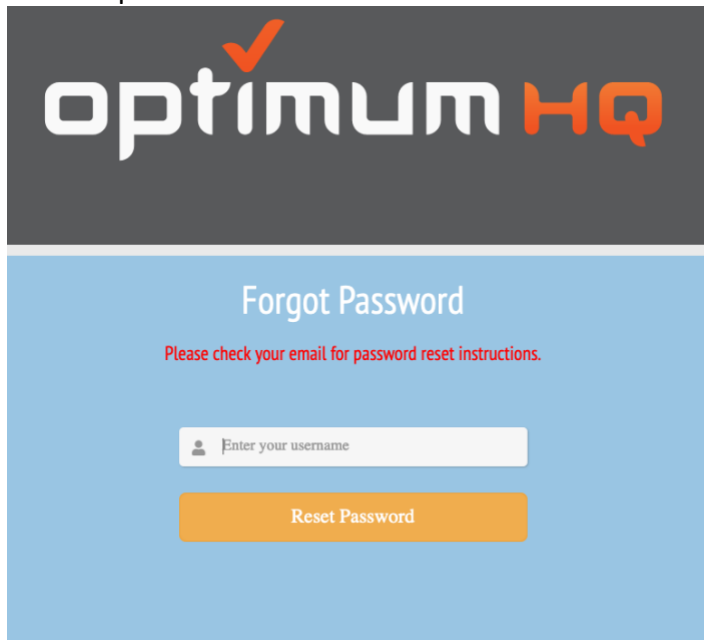 optimum HQ
Forgot Password
Please check your email for password reset instructions.
Enter your username
Reset Password